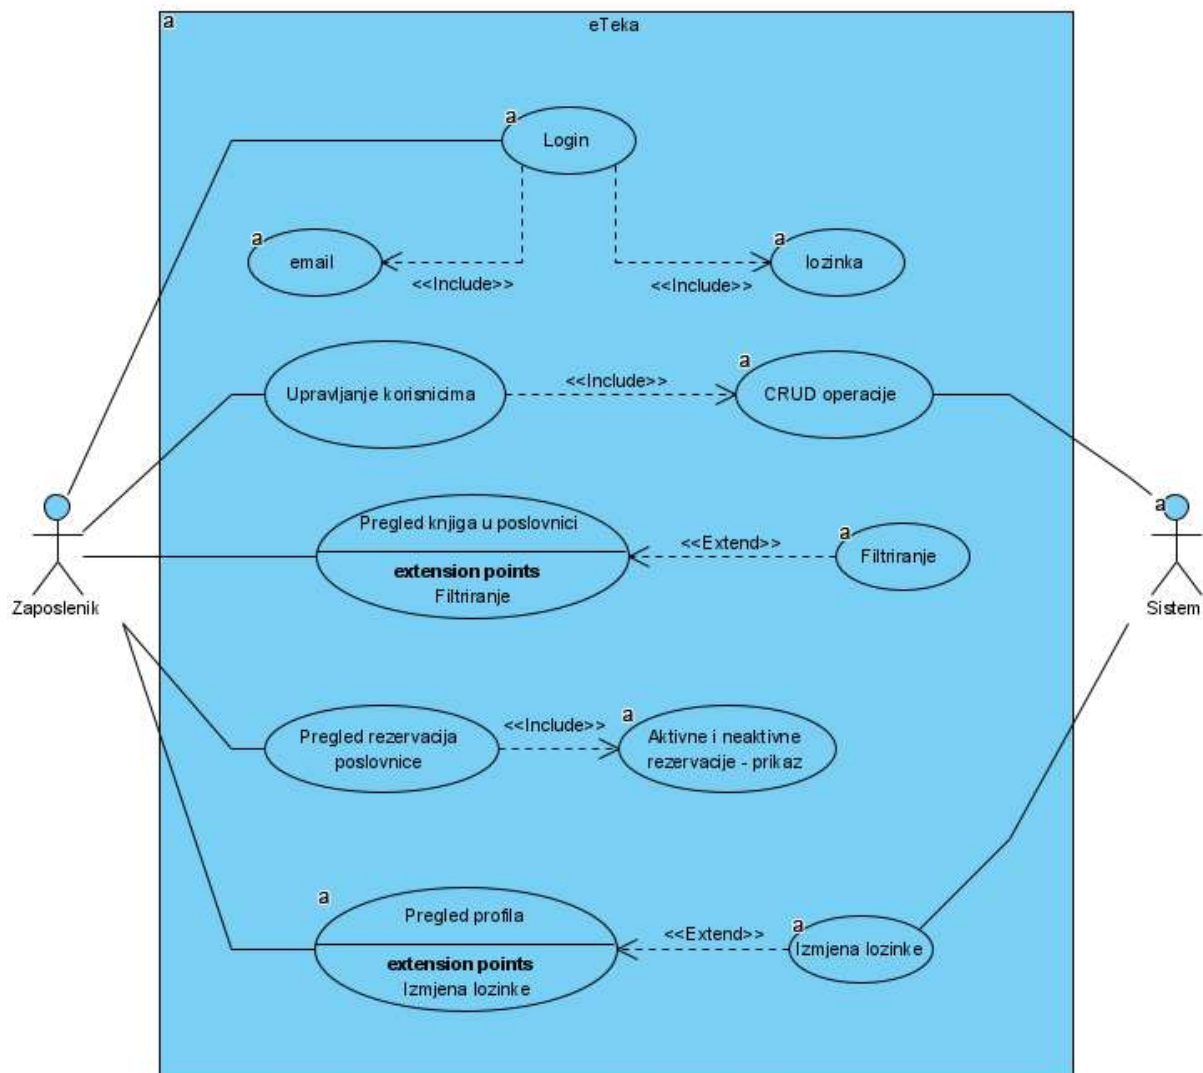 a
eTeka
a
Login
a
email
<<Include>>
<<Include>>
a
lozinka
Upravljanje korisnicima
<<Include>>
a
CRUD operacije
Zaposlenik
Pregled knjiga u poslovnici
extension points
Filtriranje
<<Extend>>
a
Filtriranje
a
Sistem
Pregled rezervacija
poslovnice
<<Include>>
a
Aktivne i neaktivne
rezervacije - prikaz
a
Pregled profila
extension points
Izmjena lozinke
<<Extend>>
a
Izmjena lozinke